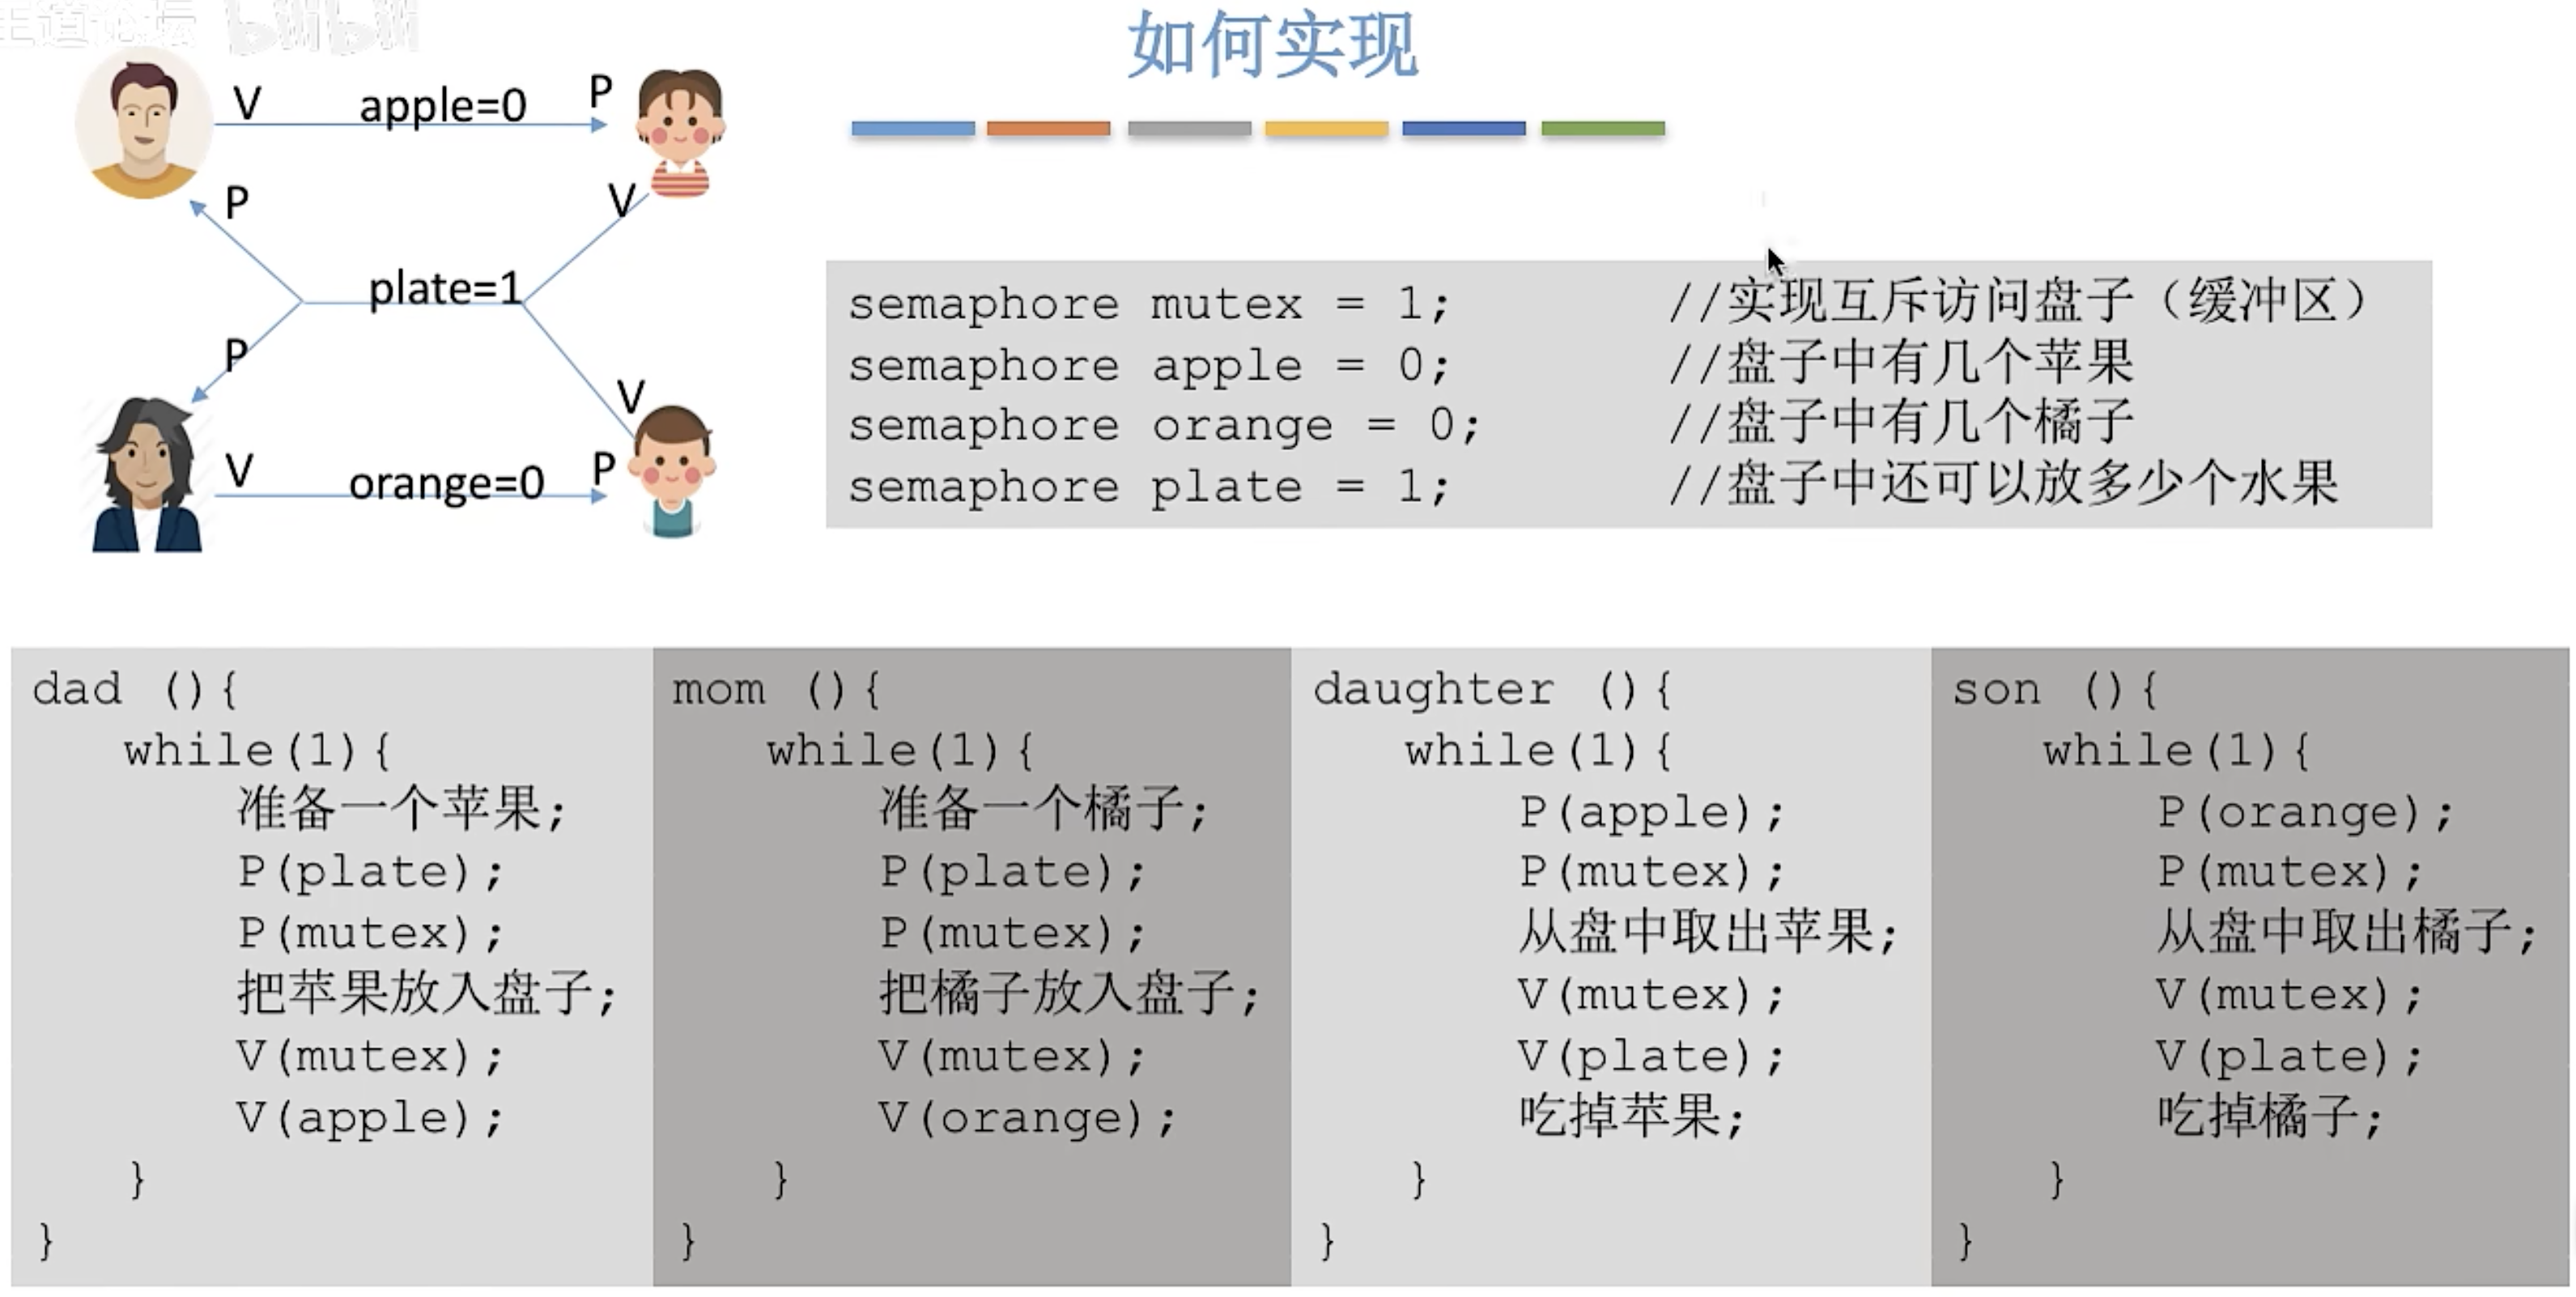 王道论坛 bilibili
如何实现
V apple=0 P
P V
plate=1
P V
V orange=0 P
semaphore mutex = 1; //实现互斥访问盘子（缓冲区）
semaphore apple = 0; //盘子中有几个苹果
semaphore orange = 0; //盘子中有几个橘子
semaphore plate = 1; //盘子中还可以放多少个水果
dad (){
while(1){
准备一个苹果;
P(plate);
P(mutex);
把苹果放入盘子;
V(mutex);
V(apple);
}
}
mom (){
while(1){
准备一个橘子;
P(plate);
P(mutex);
把橘子放入盘子;
V(mutex);
V(orange);
}
}
daughter (){
while(1){
P(apple);
P(mutex);
从盘中取出苹果;
V(mutex);
V(plate);
吃掉苹果;
}
}
son (){
while(1){
P(orange);
P(mutex);
从盘中取出橘子;
V(mutex);
V(plate);
吃掉橘子;
}
}